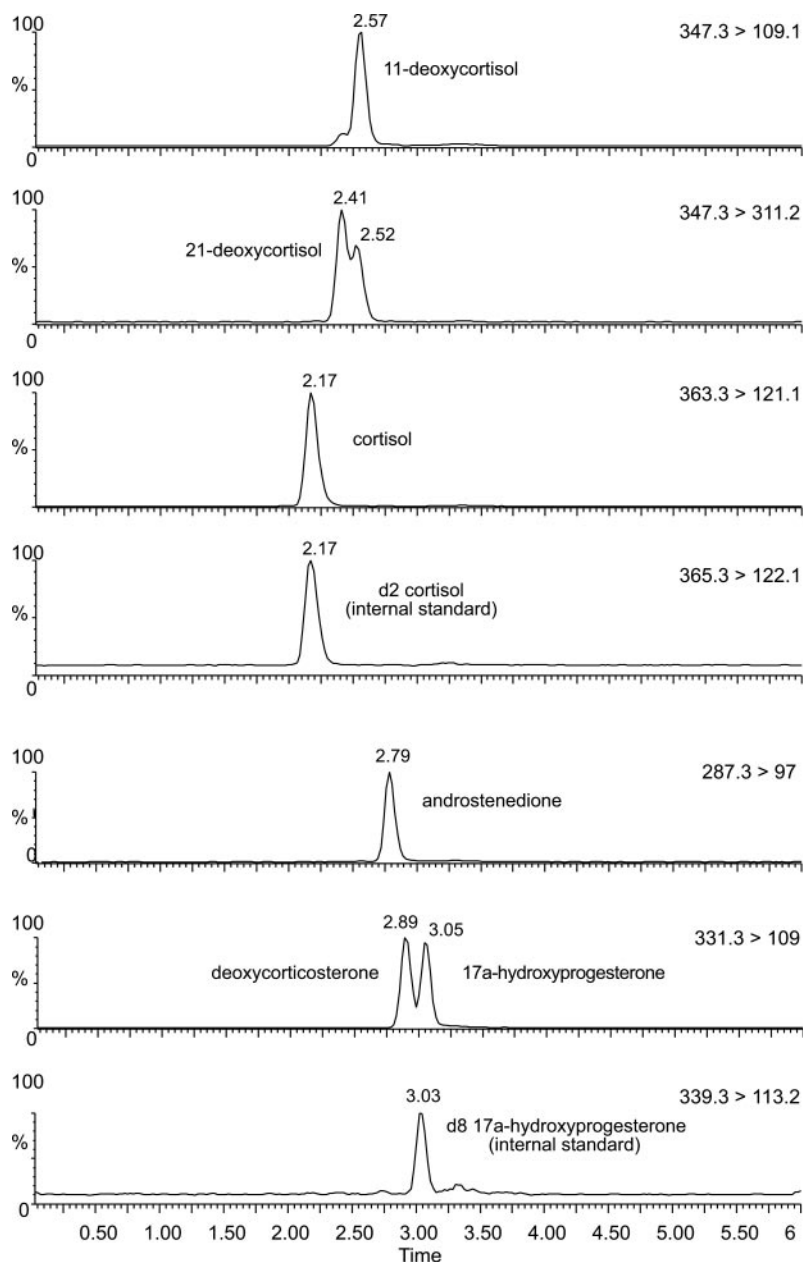 100
%
0
2.57
11-deoxycortisol
347.3 > 109.1
100
%
0
2.41
2.52
21-deoxycortisol
347.3 > 311.2
100
%
0
2.17
cortisol
363.3 > 121.1
100
%
0
2.17
d2 cortisol
(internal standard)
365.3 > 122.1
100
%
0
2.79
androstenedione
287.3 > 97
100
%
0
2.89
3.05
deoxycorticosterone
17a-hydroxyprogesterone
331.3 > 109
100
%
0
3.03
d8 17a-hydroxyprogesterone
(internal standard)
339.3 > 113.2
0.50 1.00 1.50 2.00 2.50 3.00 3.50 4.00 4.50 5.00 5.50 6
Time